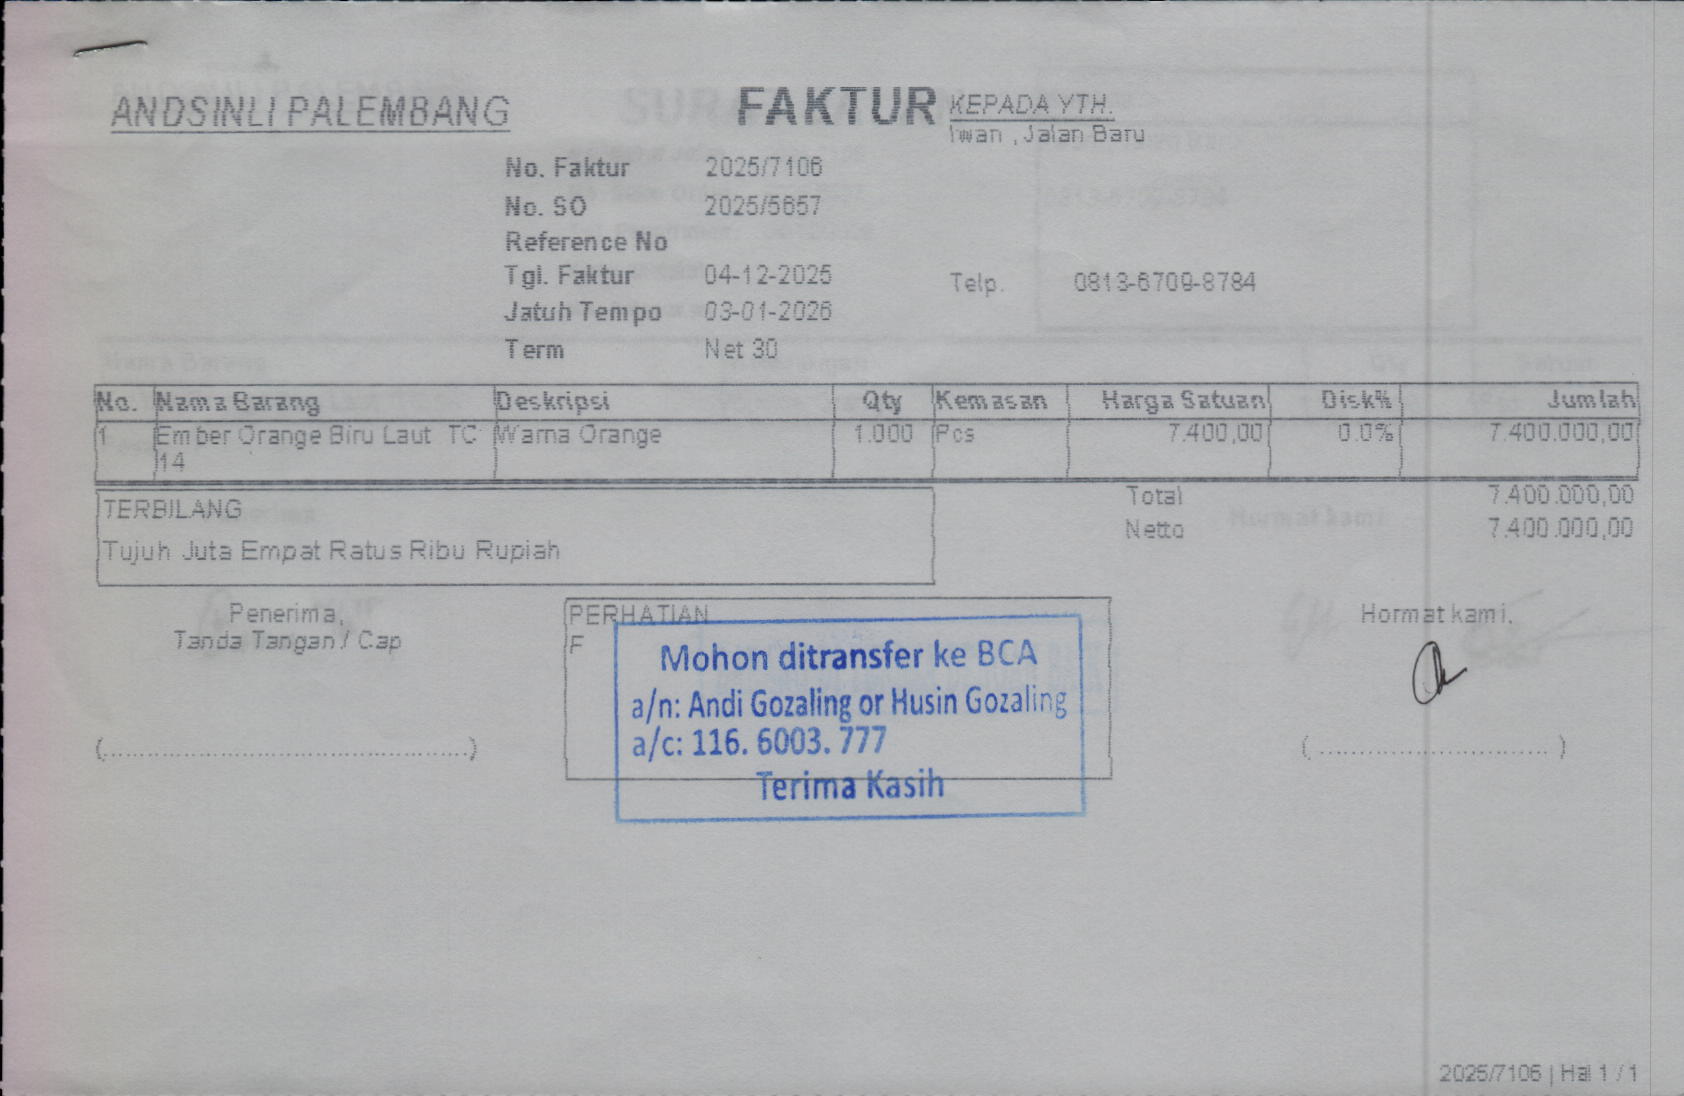 ANDSINLI PALEMBANG
FAKTUR
KEPADA YTH.
Iwan , Jalan Baru
No. Faktur 2025/7106
No. SO 2025/5657
Reference No
Tgl. Faktur 04-12-2025
Telp. 0813-6709-8784
Jatuh Tempo 03-01-2026
Term Net 30
No. Nama Barang Deskripsi Qty Kemasan Harga Satuan Disk% Jumlah
1 Ember Orange Biru Laut TC Warna Orange 1.000 Pcs 7.400,00 0.0% 7.400.000,00
14
TERBILANG
Tujuh Juta Empat Ratus Ribu Rupiah
Total 7.400.000,00
Netto 7.400.000,00
Penerima,
Tanda Tangan / Cap
(..........................................)
PERHATIAN
F
Mohon ditransfer ke BCA
a/n: Andi Gozaling or Husin Gozaling
a/c: 116. 6003. 777
Terima Kasih
Hormat kami,
( ............................. )
2025/7106 | Hal 1 / 1